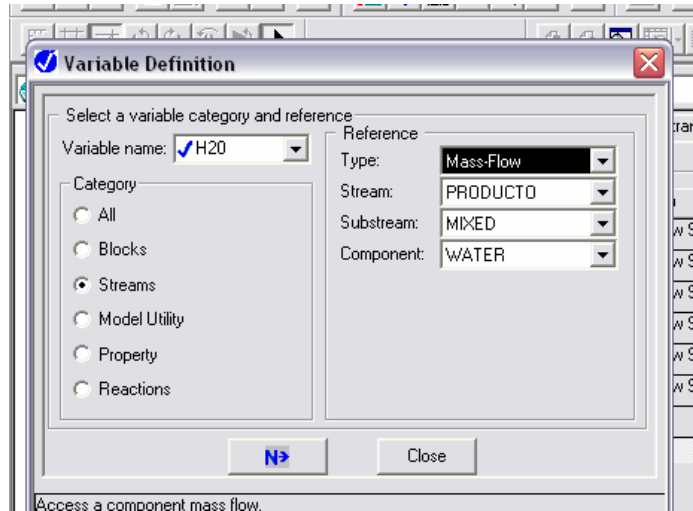 Variable Definition
Select a variable category and reference
Variable name: H20
Category
All
Blocks
Streams
Model Utility
Property
Reactions
Reference
Type: Mass-Flow
Stream: PRODUCTO
Substream: MIXED
Component: WATER
N
Close
Access a component mass flow.